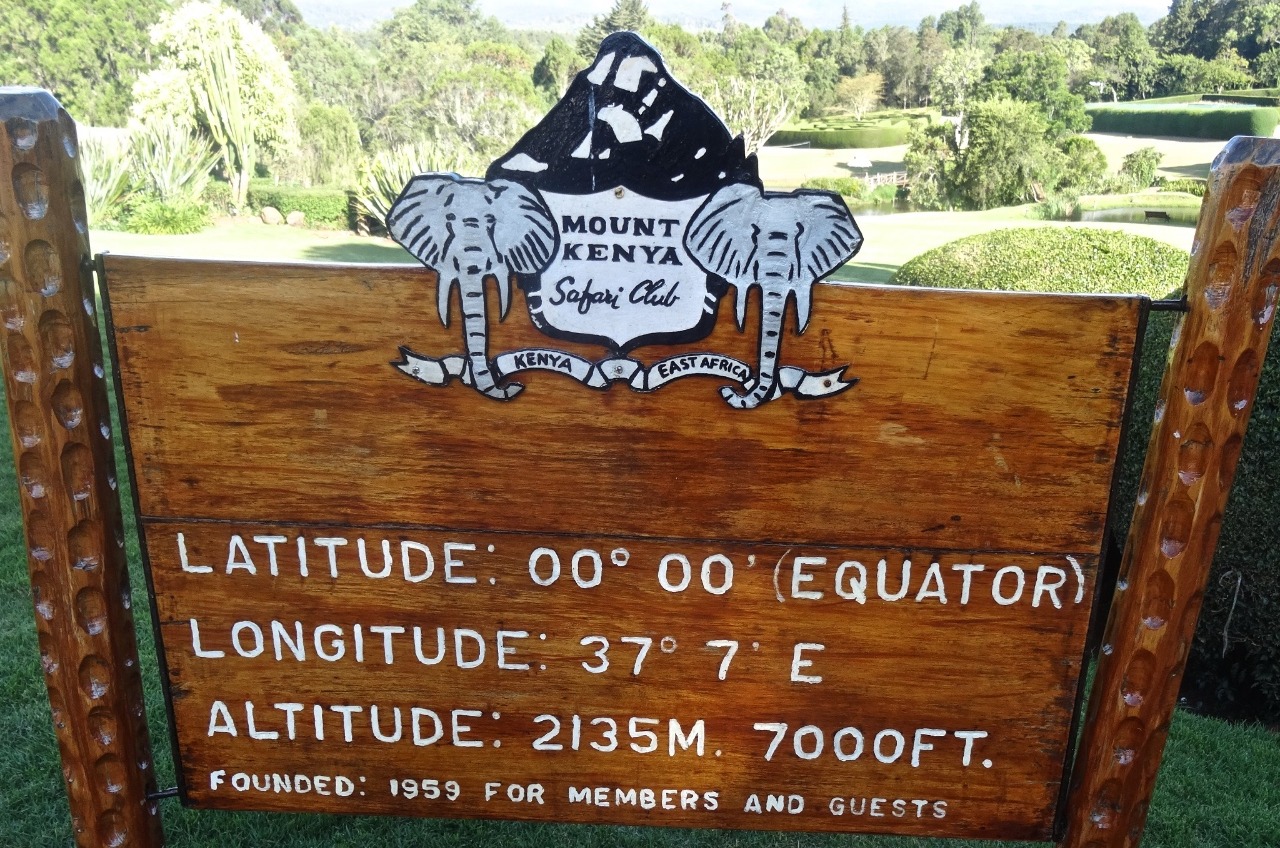 MOUNT
KENYA
Safari Club
KENYA EAST AFRICA
LATITUDE: 00° 00' (EQUATOR)
LONGITUDE: 37° 7' E
ALTITUDE: 2135M. 7000FT.
FOUNDED: 1959 FOR MEMBERS AND GUESTS